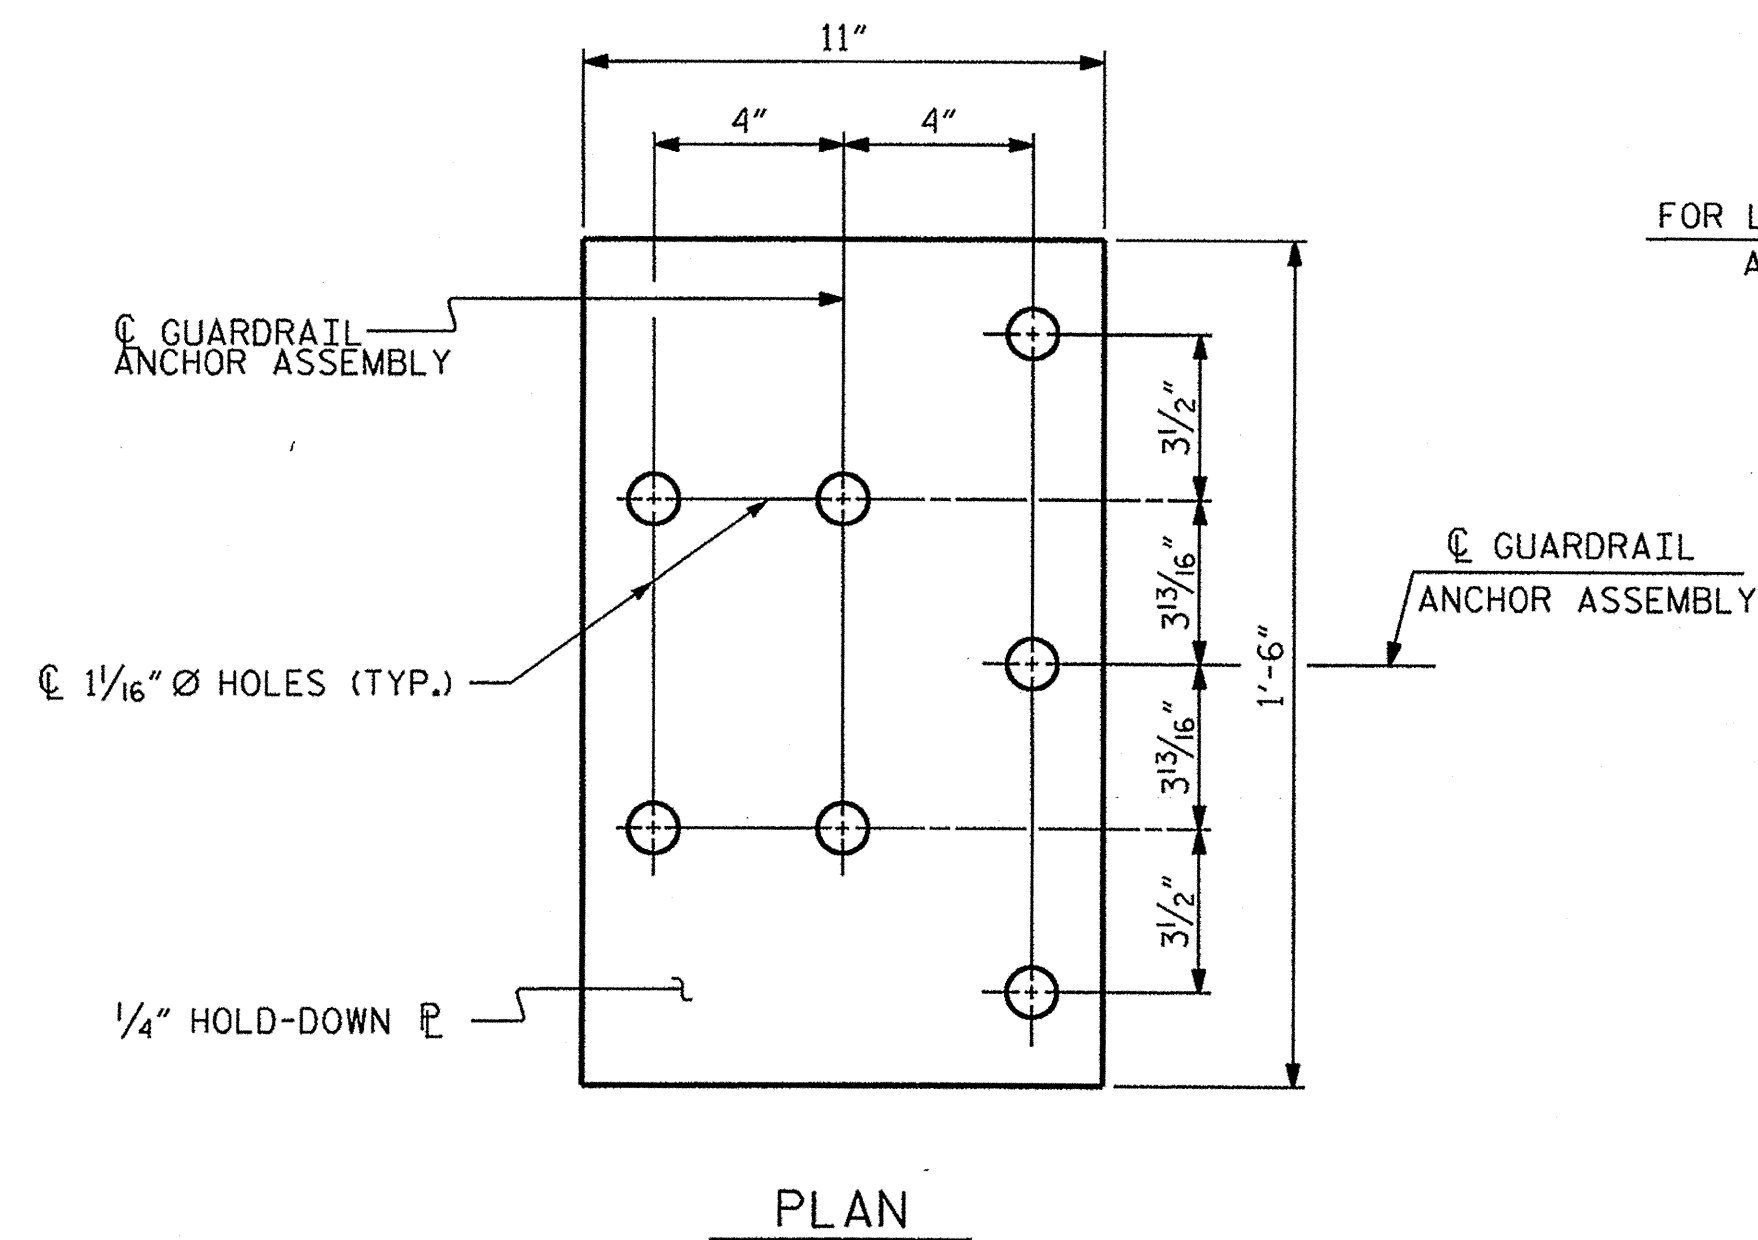 11"
4" 4"
FOR L
A
℄ GUARDRAIL
ANCHOR ASSEMBLY
3½"
℄ GUARDRAIL
ANCHOR ASSEMBLY
3¹³⁄₁₆"
1'-6"
℄ 1¹⁄₁₆" Ø HOLES (TYP.)
3¹³⁄₁₆"
3½"
¼" HOLD-DOWN ⅊
PLAN